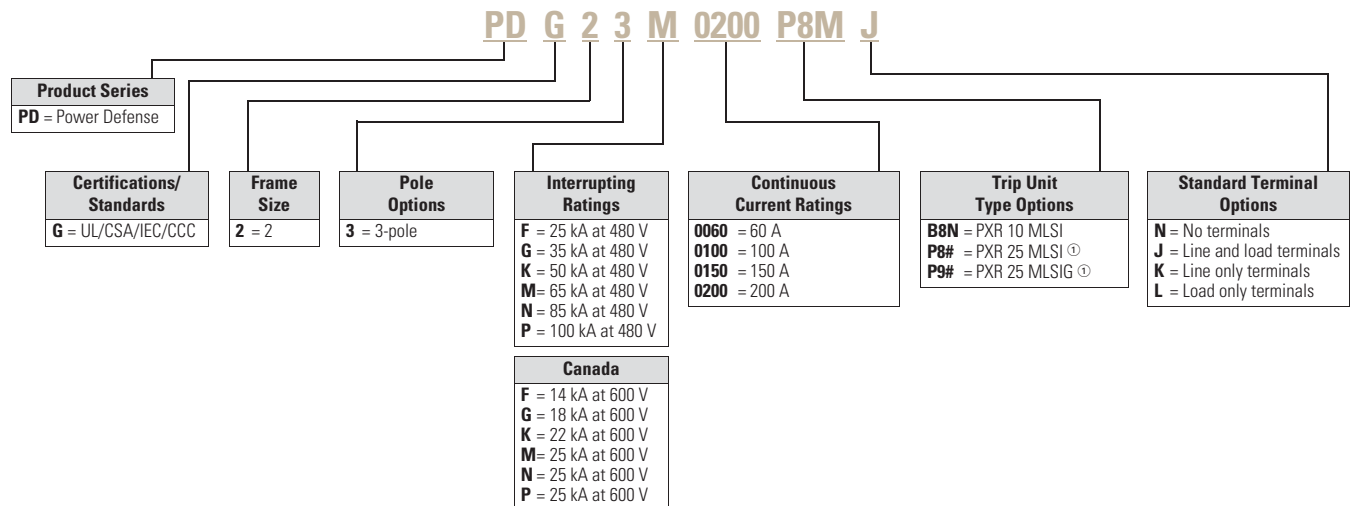 PD G 2 3 M 0200 P8M J
Product Series
PD = Power Defense
Certifications/
Standards
G = UL/CSA/IEC/CCC
Frame
Size
2 = 2
Pole
Options
3 = 3-pole
Interrupting
Ratings
F = 25 kA at 480 V
G = 35 kA at 480 V
K = 50 kA at 480 V
M= 65 kA at 480 V
N = 85 kA at 480 V
P = 100 kA at 480 V
Canada
F = 14 kA at 600 V
G = 18 kA at 600 V
K = 22 kA at 600 V
M= 25 kA at 600 V
N = 25 kA at 600 V
P = 25 kA at 600 V
Continuous
Current Ratings
0060 = 60 A
0100 = 100 A
0150 = 150 A
0200 = 200 A
Trip Unit
Type Options
B8N = PXR 10 MLSI
P8# = PXR 25 MLSI ①
P9# = PXR 25 MLSIG ①
Standard Terminal
Options
N = No terminals
J = Line and load terminals
K = Line only terminals
L = Load only terminals